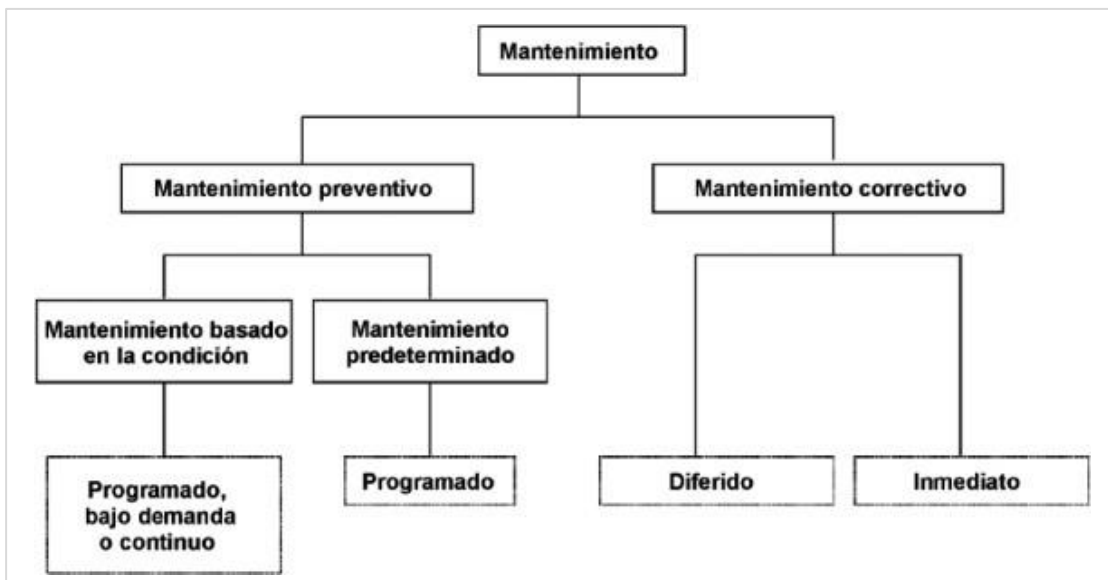 Mantenimiento
Mantenimiento preventivo
Mantenimiento correctivo
Mantenimiento basado
en la condición
Mantenimiento
predeterminado
Programado,
bajo demanda
o continuo
Programado
Diferido
Inmediato